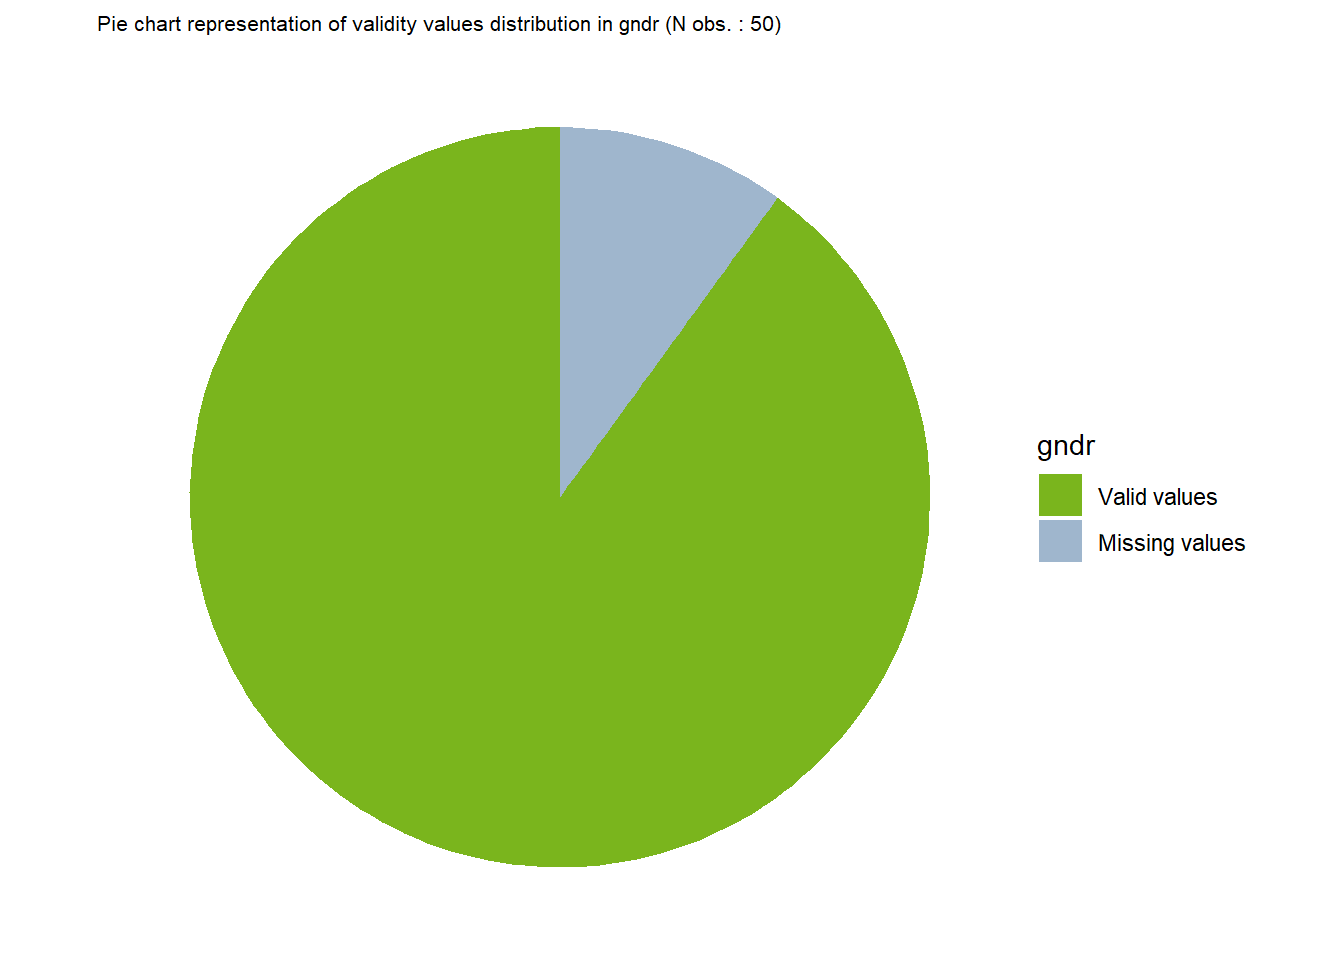 Pie chart representation of validity values distribution in gndr (N obs. : 50)
gndr
Valid values
Missing values